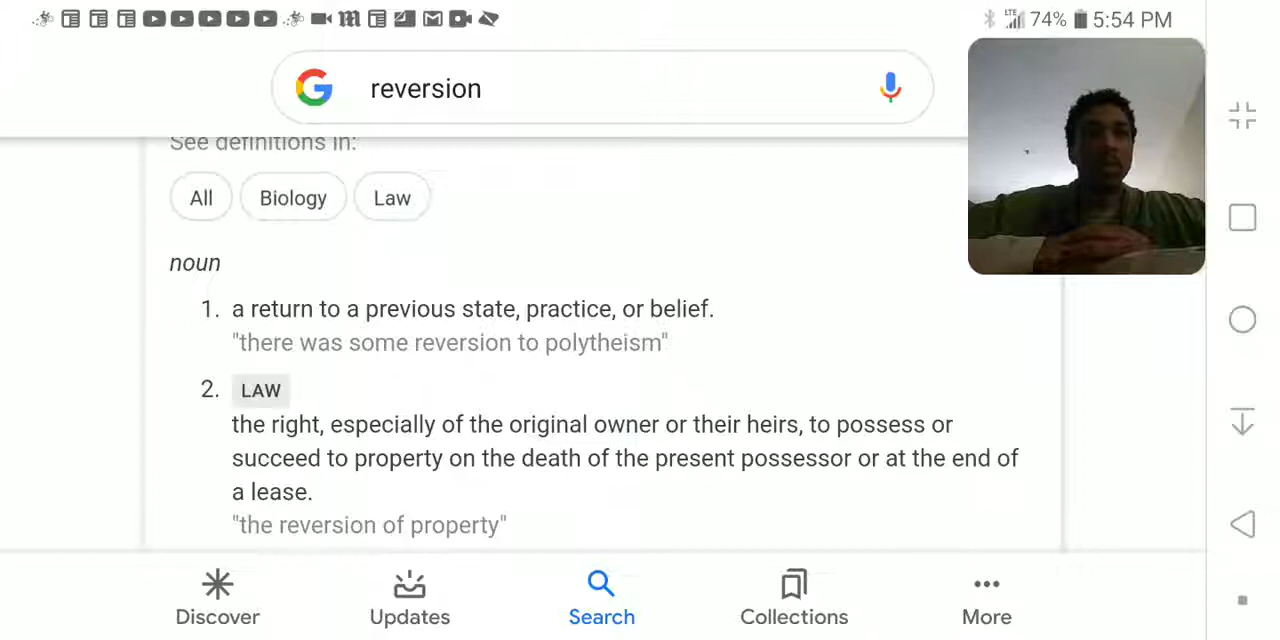 LTE 74% 5:54 PM
reversion
See definitions in:
All Biology Law
noun
1. a return to a previous state, practice, or belief.
"there was some reversion to polytheism"
2. LAW
the right, especially of the original owner or their heirs, to possess or
succeed to property on the death of the present possessor or at the end of
a lease.
"the reversion of property"
Discover Updates Search Collections More